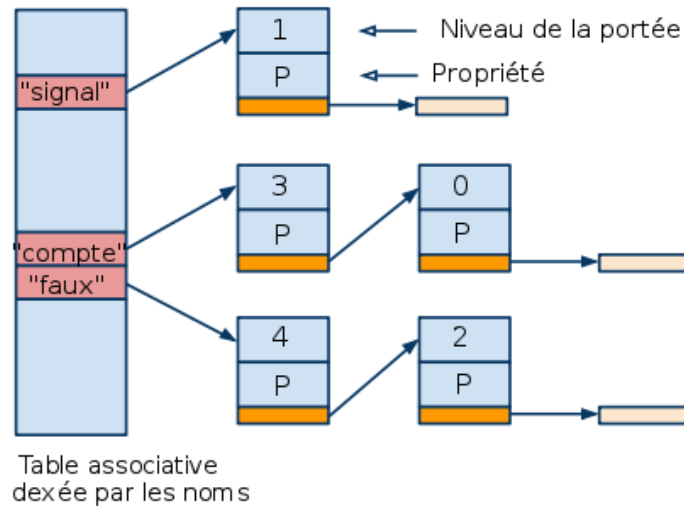 1
Niveau de la portée
P
Propriété
"signal"
3
0
P
P
"compte"
"faux"
4
2
P
P
Table associative
dexée par les noms